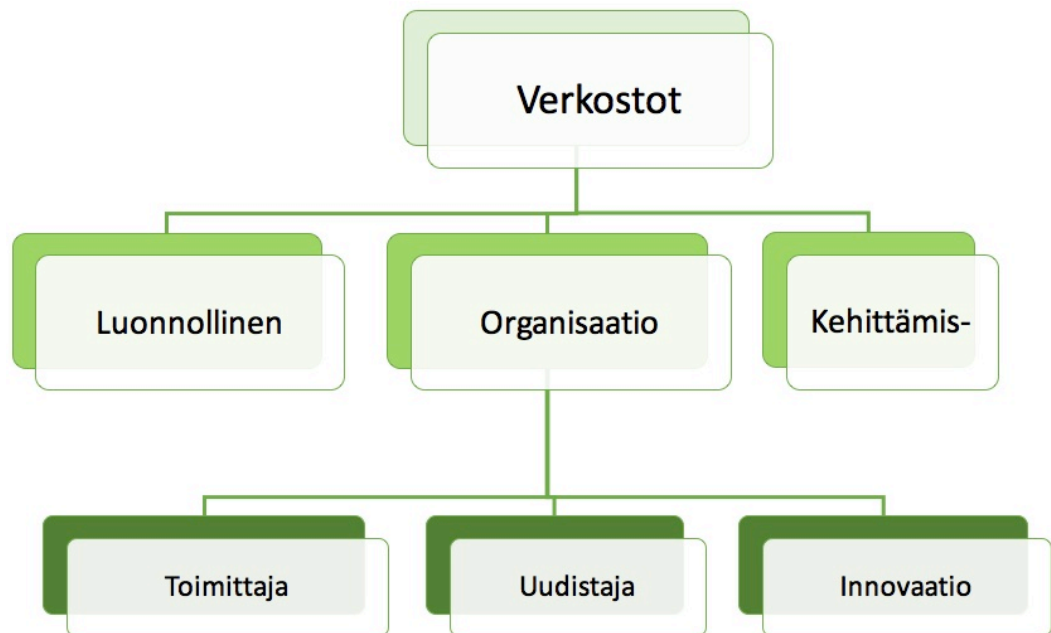 Verkostot
Luonnollinen
Organisaatio
Kehittämis-
Toimittaja
Uudistaja
Innovaatio